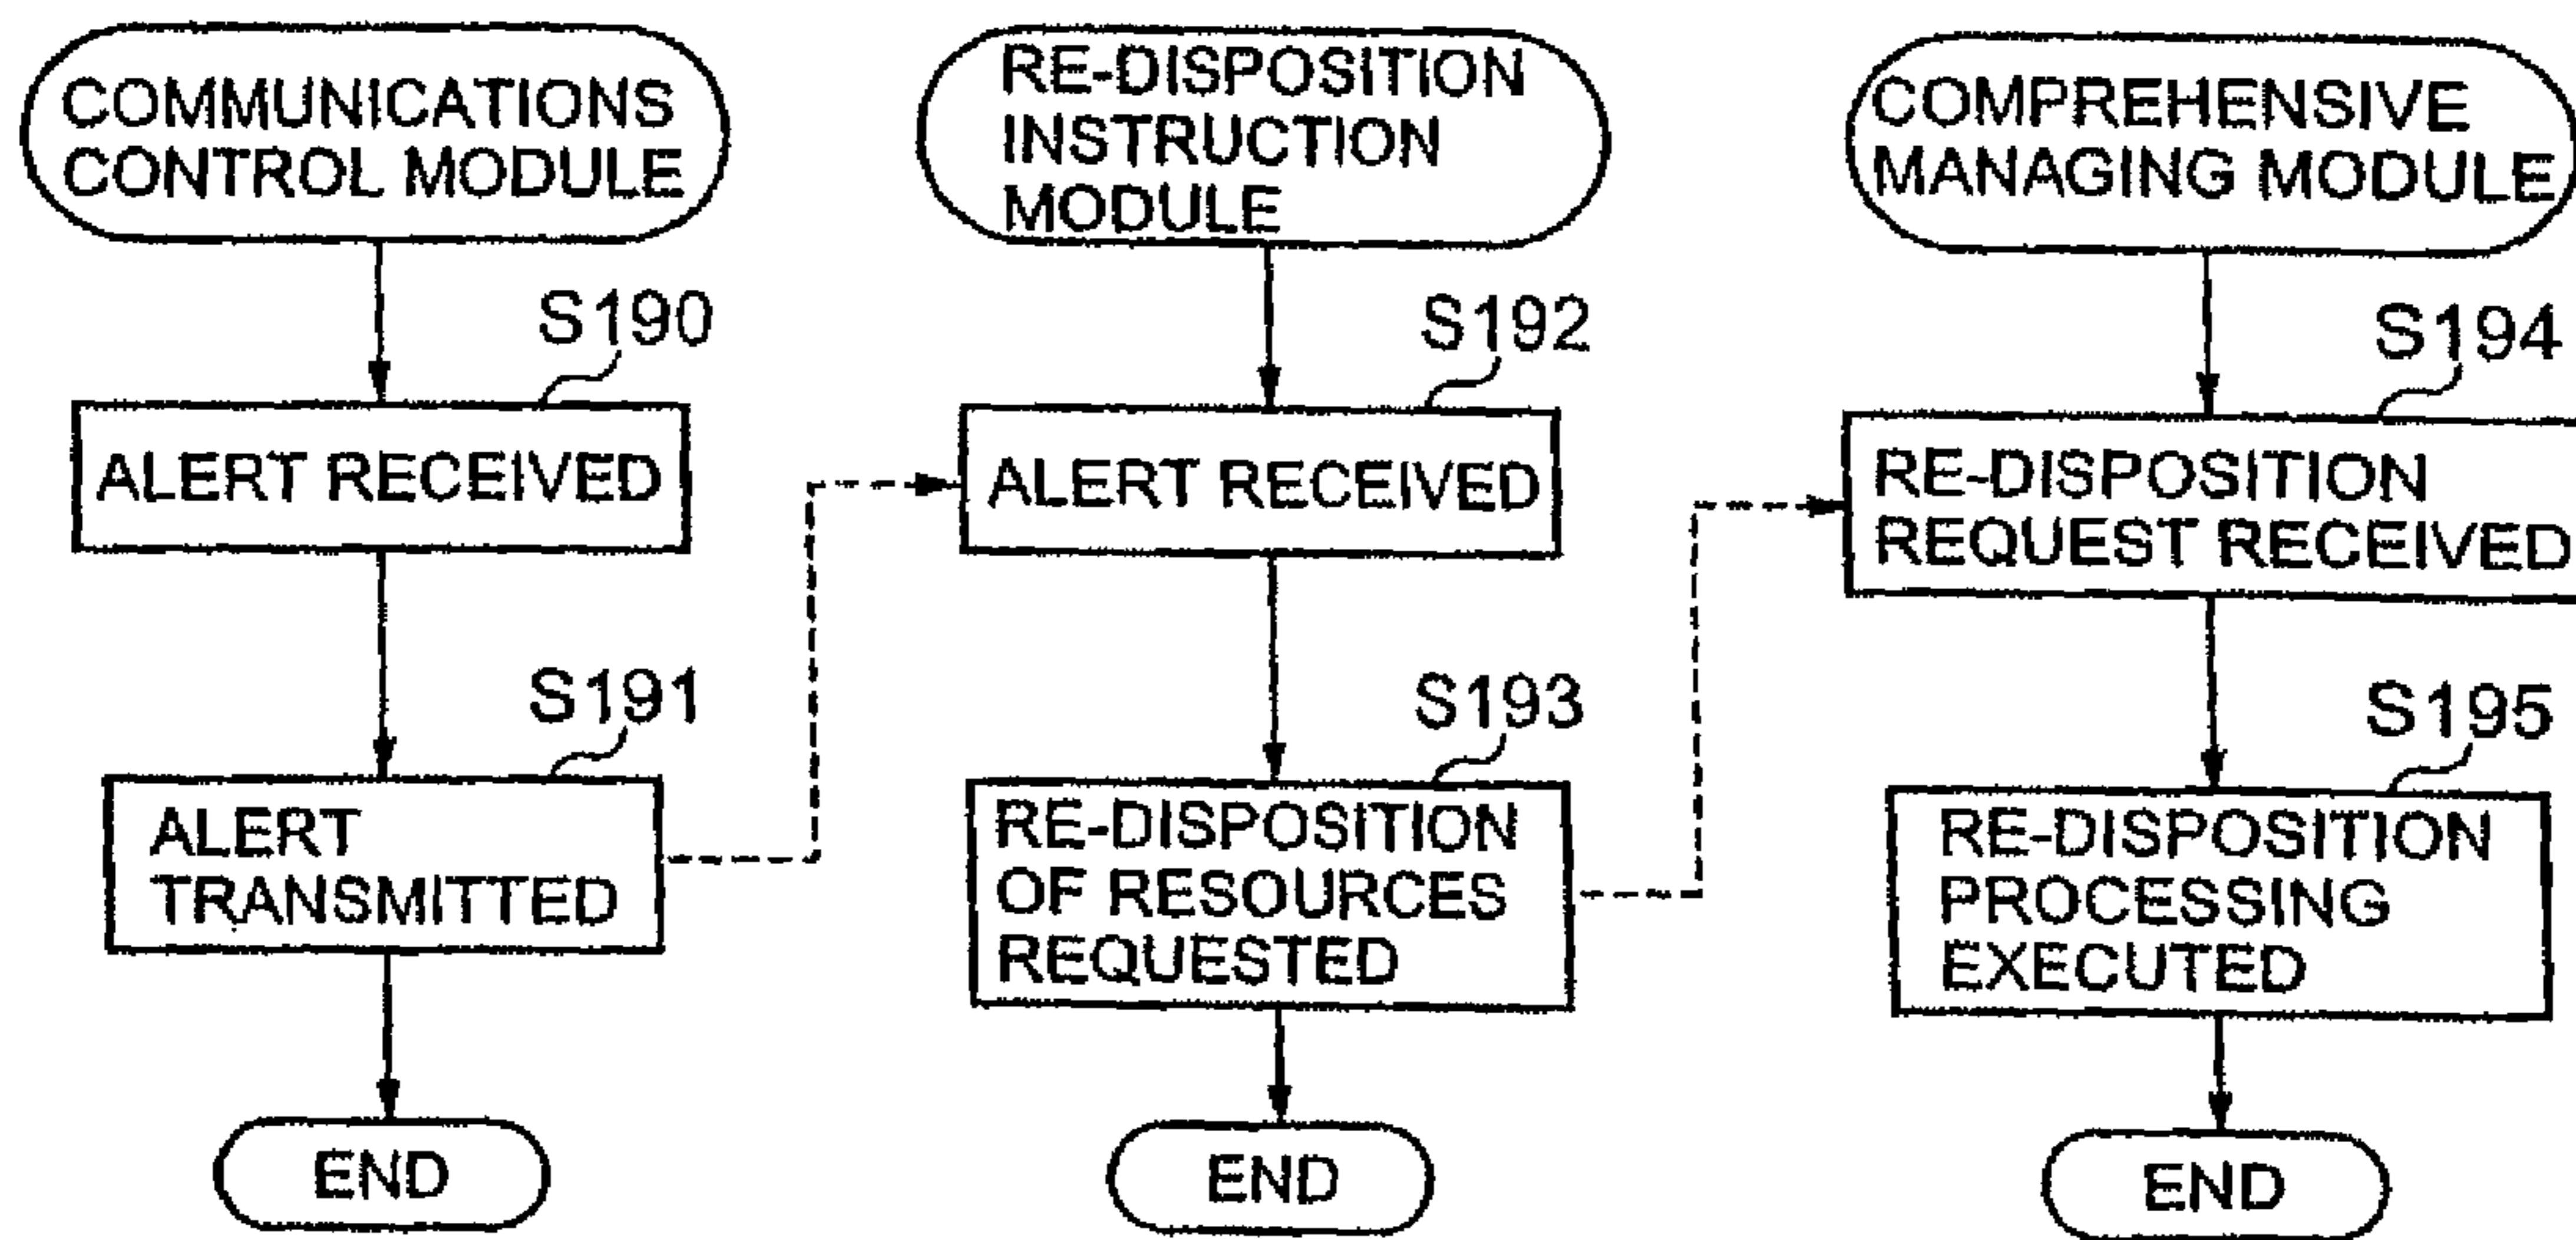 COMMUNICATIONS
CONTROL MODULE
S190
ALERT RECEIVED
S191
ALERT
TRANSMITTED
END
RE-DISPOSITION
INSTRUCTION
MODULE
S192
ALERT RECEIVED
S193
RE-DISPOSITION
OF RESOURCES
REQUESTED
END
COMPREHENSIVE
MANAGING MODULE
S194
RE-DISPOSITION
REQUEST RECEIVED
S195
RE-DISPOSITION
PROCESSING
EXECUTED
END